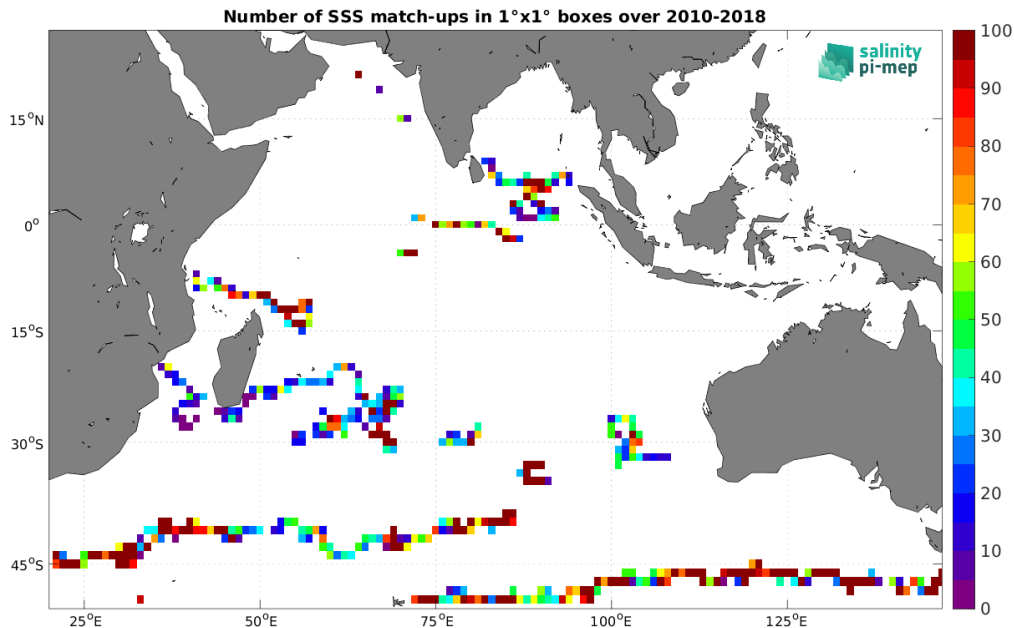 Number of SSS match-ups in 1°x1° boxes over 2010-2018
salinity
pi-mep
15°N
0°
15°S
30°S
45°S
25°E
50°E
75°E
100°E
125°E
100
90
80
70
60
50
40
30
20
10
0